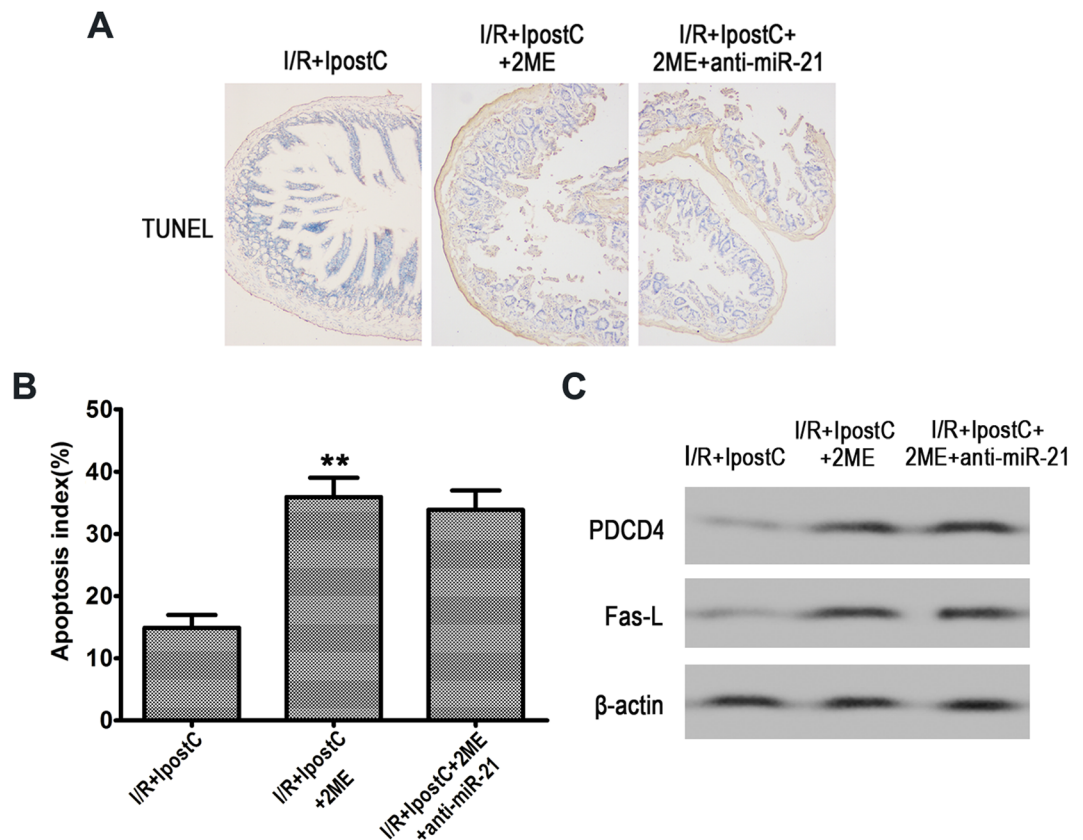 A
I/R+IpostC
I/R+IpostC
+2ME
I/R+IpostC+
2ME+anti-miR-21
TUNEL
B
Apoptosis index(%)
50
40
30
20
10
0
**
I/R+IpostC
I/R+IpostC
+2ME
I/R+IpostC+2ME
+anti-miR-21
C
I/R+IpostC
I/R+IpostC
+2ME
I/R+IpostC+
2ME+anti-miR-21
PDCD4
Fas-L
β-actin